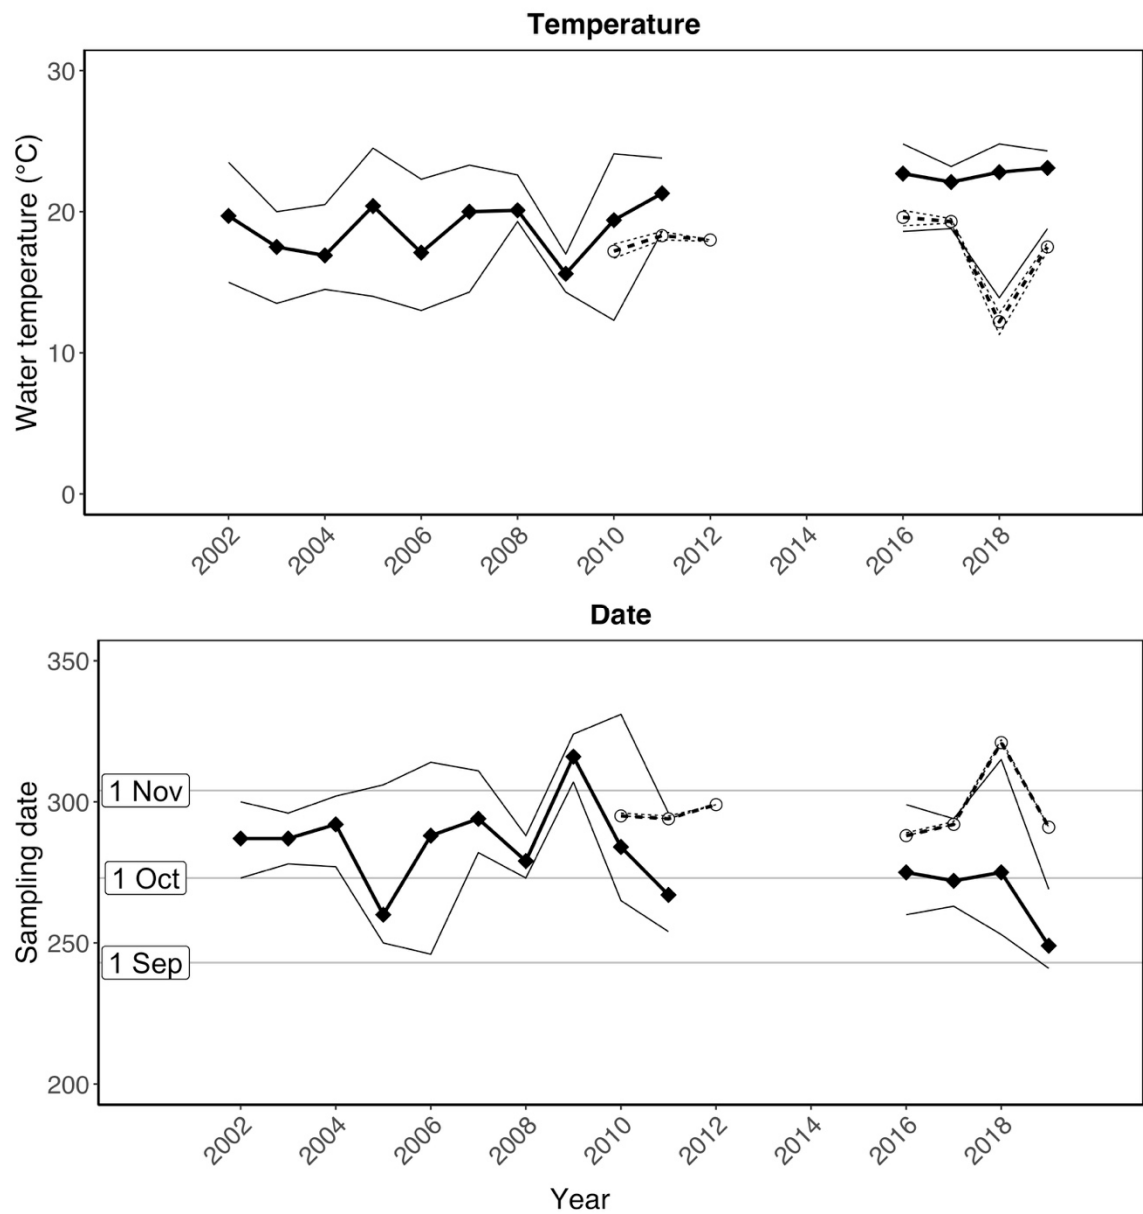 Temperature
Water temperature (°C)
30
20
10
0
2002 2004 2006 2008 2010 2012 2014 2016 2018
Date
Sampling date
350
300
250
200
1 Nov
1 Oct
1 Sep
2002 2004 2006 2008 2010 2012 2014 2016 2018
Year